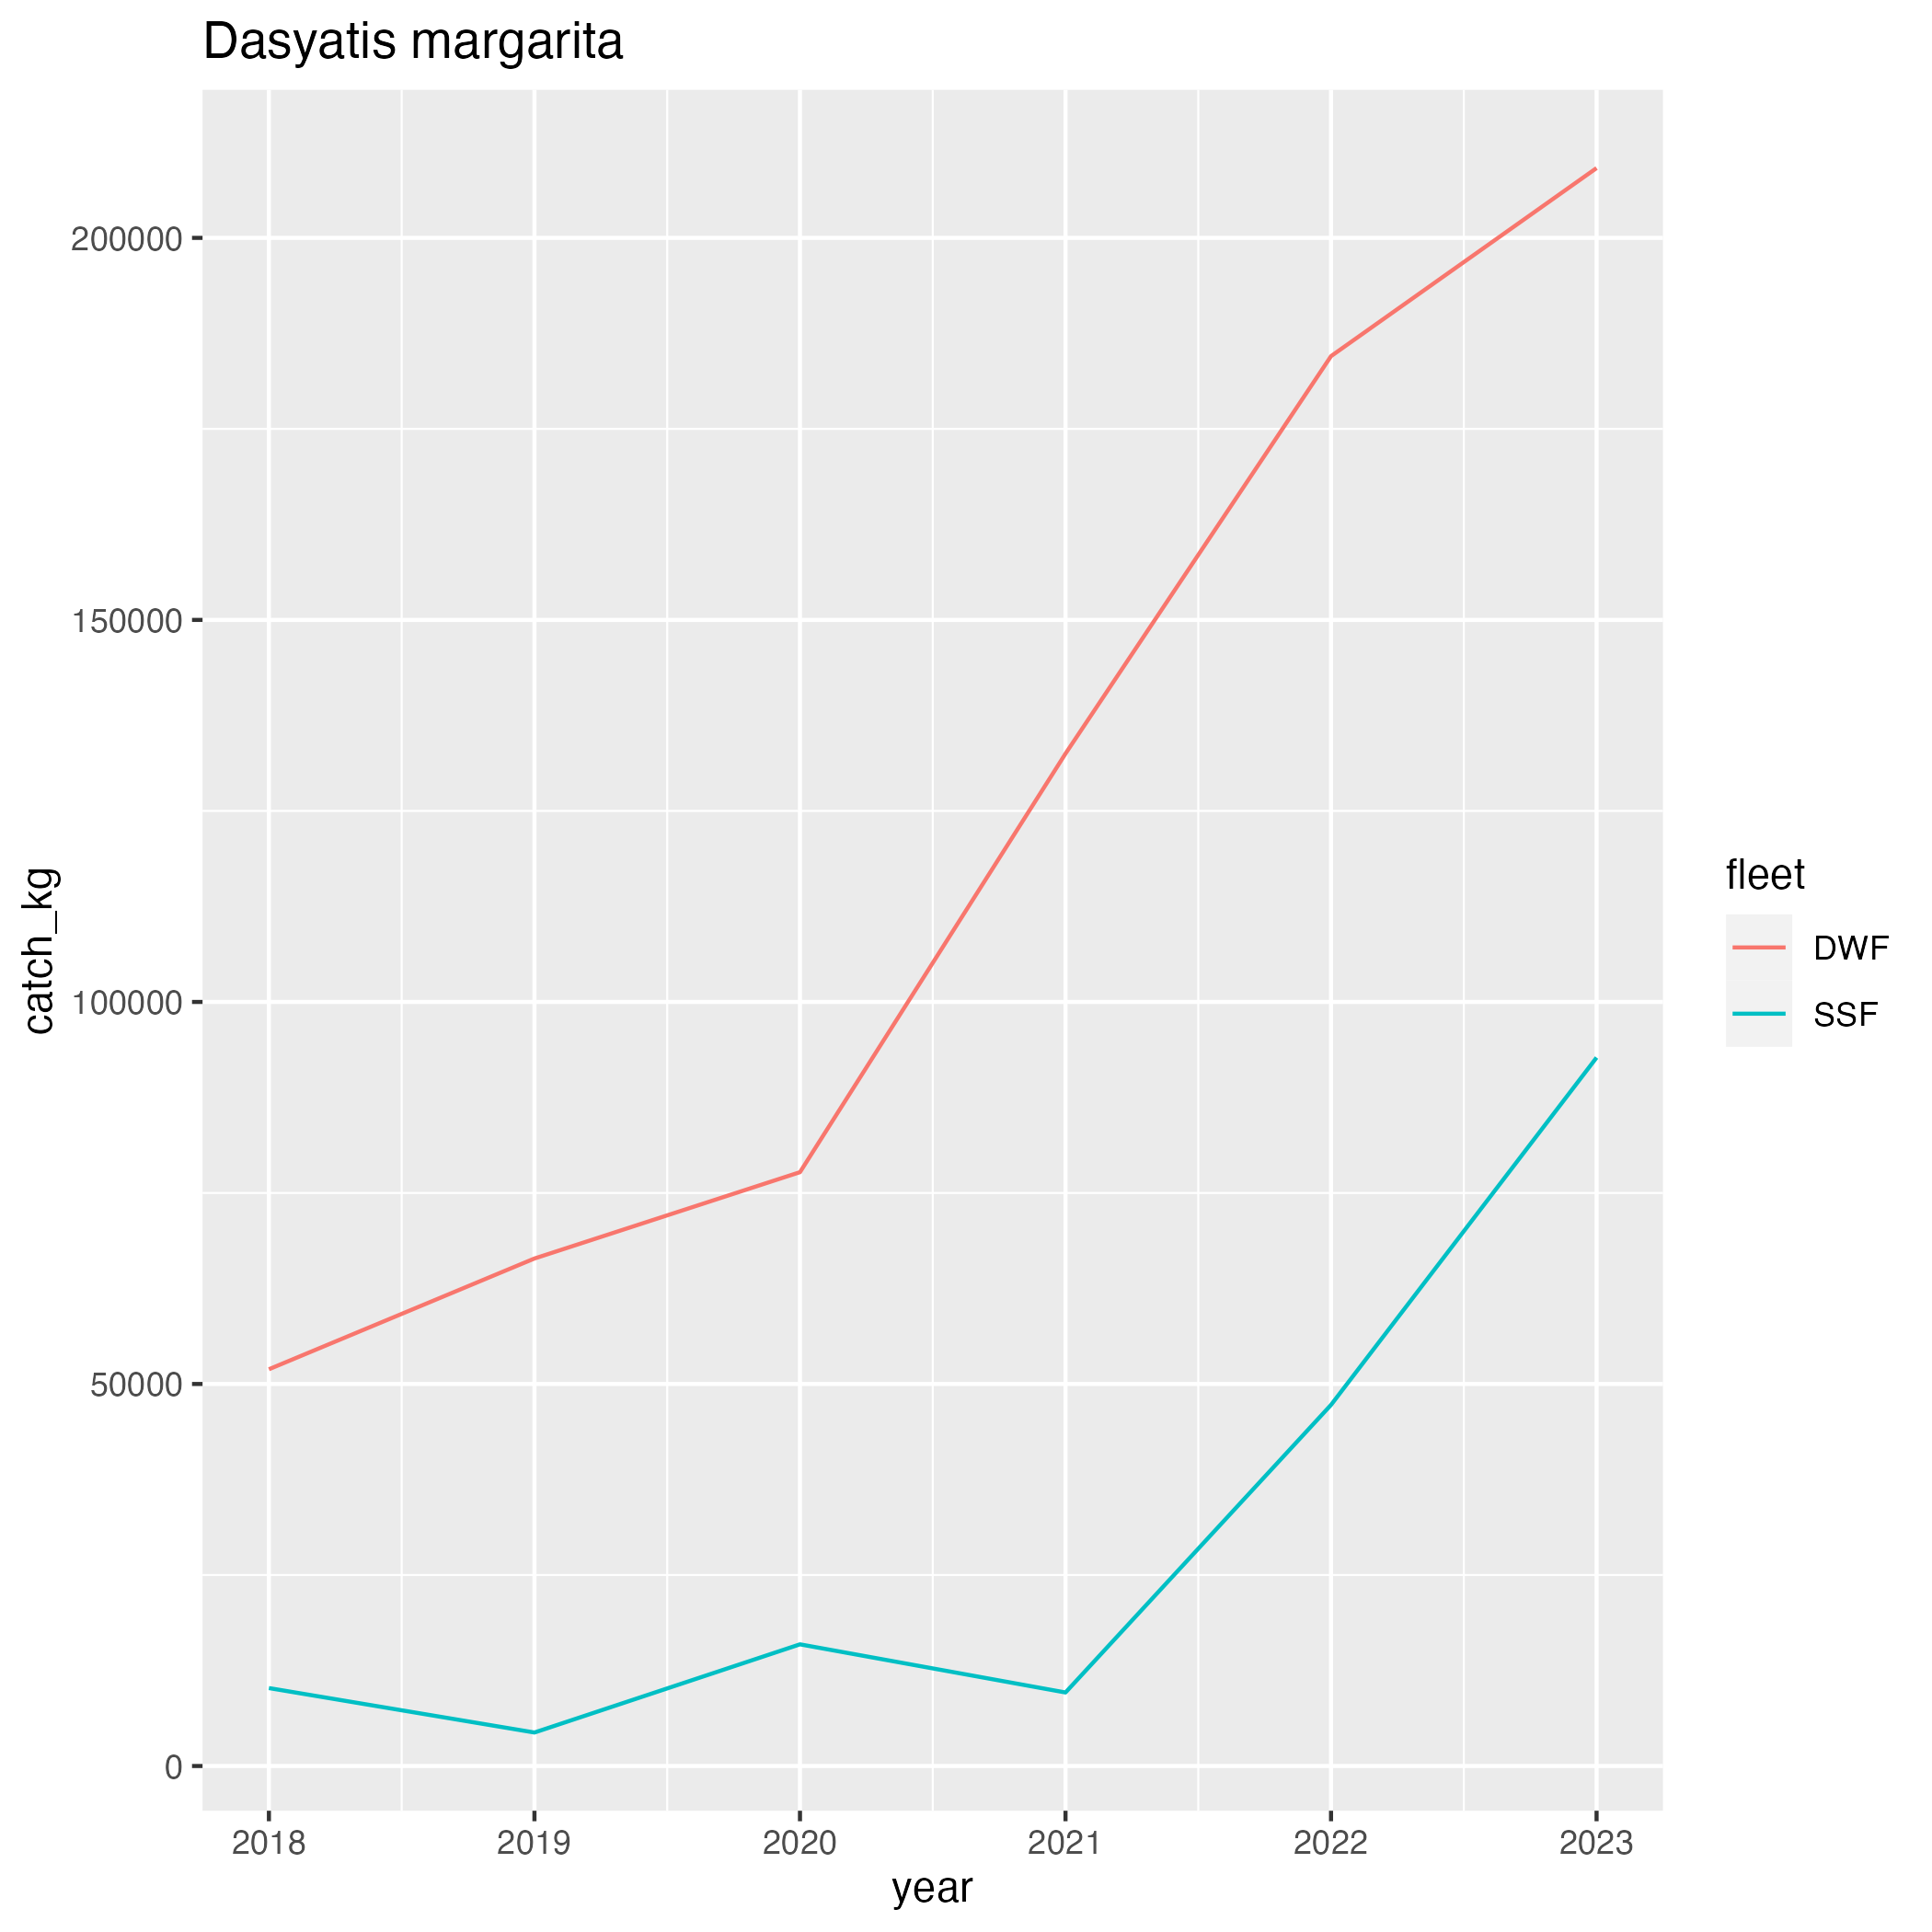 Dasyatis margarita
catch_kg
200000
150000
100000
50000
0
2018 2019 2020 2021 2022 2023
year
fleet
DWF
SSF